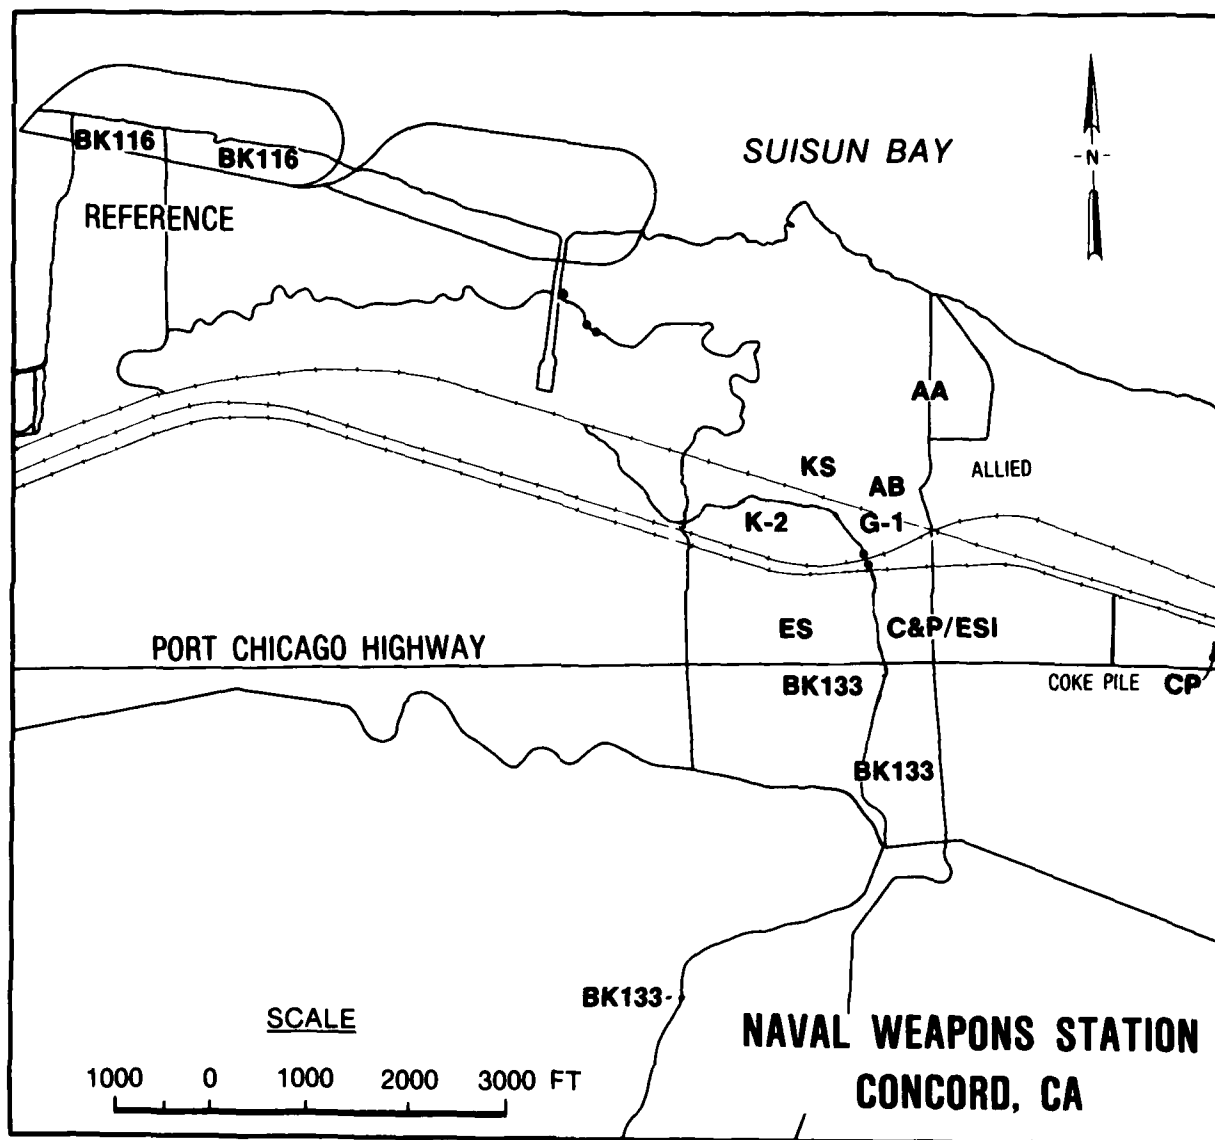 BK116
BK116
SUISUN BAY
-N-
REFERENCE
AA
KS
ALLIED
AB
K-2
G-1
ES
C&P/ESI
PORT CHICAGO HIGHWAY
BK133
COKE PILE
CP
BK133
BK133-
SCALE
NAVAL WEAPONS STATION
CONCORD, CA
1000 0 1000 2000 3000 FT